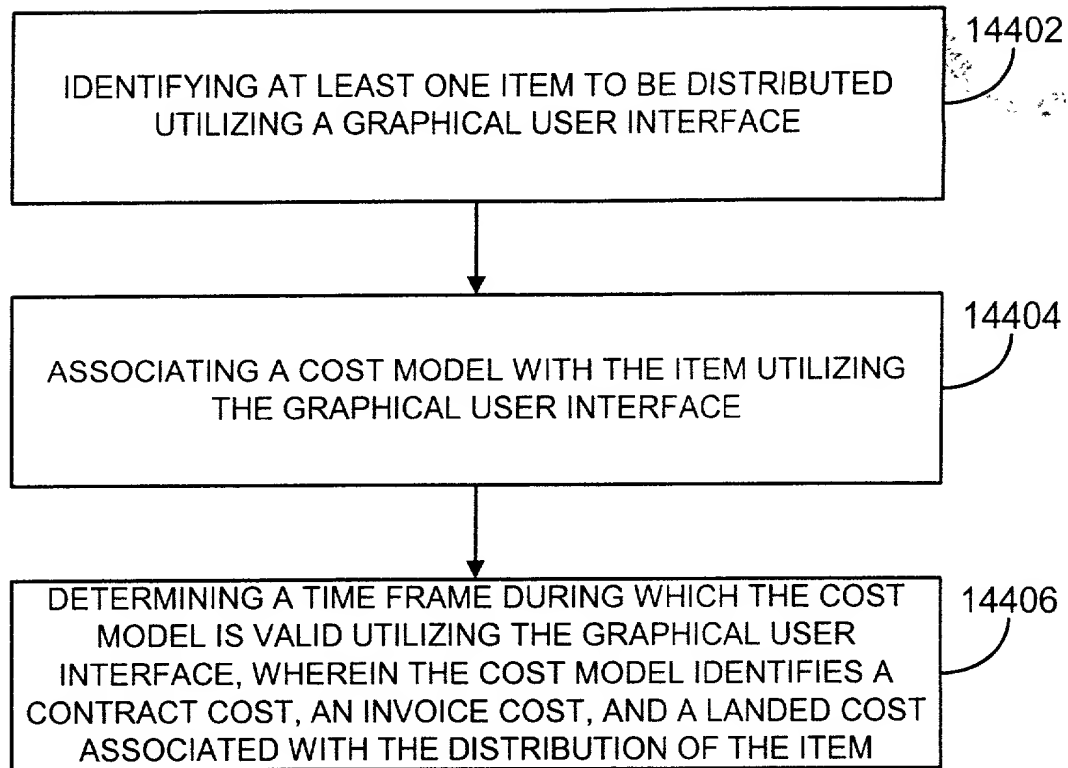 14402
IDENTIFYING AT LEAST ONE ITEM TO BE DISTRIBUTED
UTILIZING A GRAPHICAL USER INTERFACE
14404
ASSOCIATING A COST MODEL WITH THE ITEM UTILIZING
THE GRAPHICAL USER INTERFACE
14406
DETERMINING A TIME FRAME DURING WHICH THE COST
MODEL IS VALID UTILIZING THE GRAPHICAL USER
INTERFACE, WHEREIN THE COST MODEL IDENTIFIES A
CONTRACT COST, AN INVOICE COST, AND A LANDED COST
ASSOCIATED WITH THE DISTRIBUTION OF THE ITEM